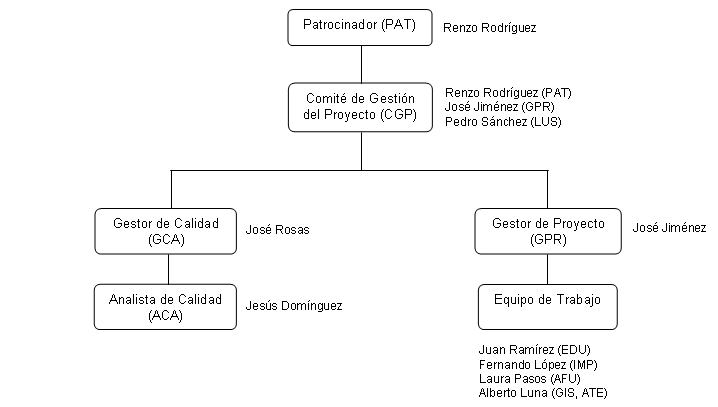 Patrocinador (PAT)
Renzo Rodríguez
Comité de Gestión
del Proyecto (CGP)
Renzo Rodríguez (PAT)
José Jiménez (GPR)
Pedro Sánchez (LUS)
Gestor de Calidad
(GCA)
José Rosas
Gestor de Proyecto
(GPR)
José Jiménez
Analista de Calidad
(ACA)
Jesús Domínguez
Equipo de Trabajo
Juan Ramírez (EDU)
Fernando López (IMP)
Laura Pasos (AFU)
Alberto Luna (GIS, ATE)